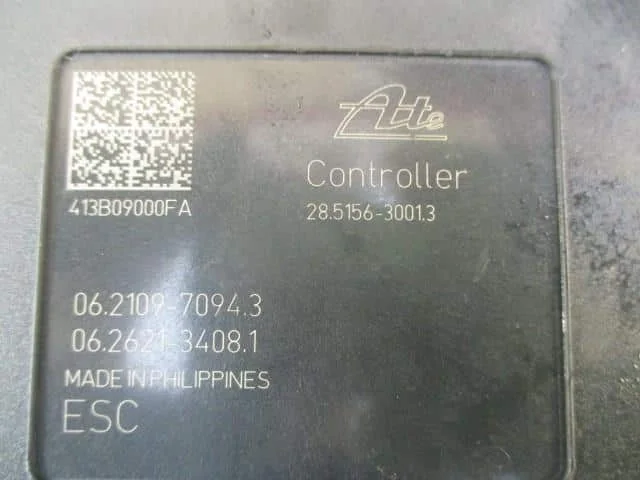 Ate
Controller
413B09000FA
28.5156-3001.3
06.2109-7094.3
06.2621-3408.1
MADE IN PHILIPPINES
ESC